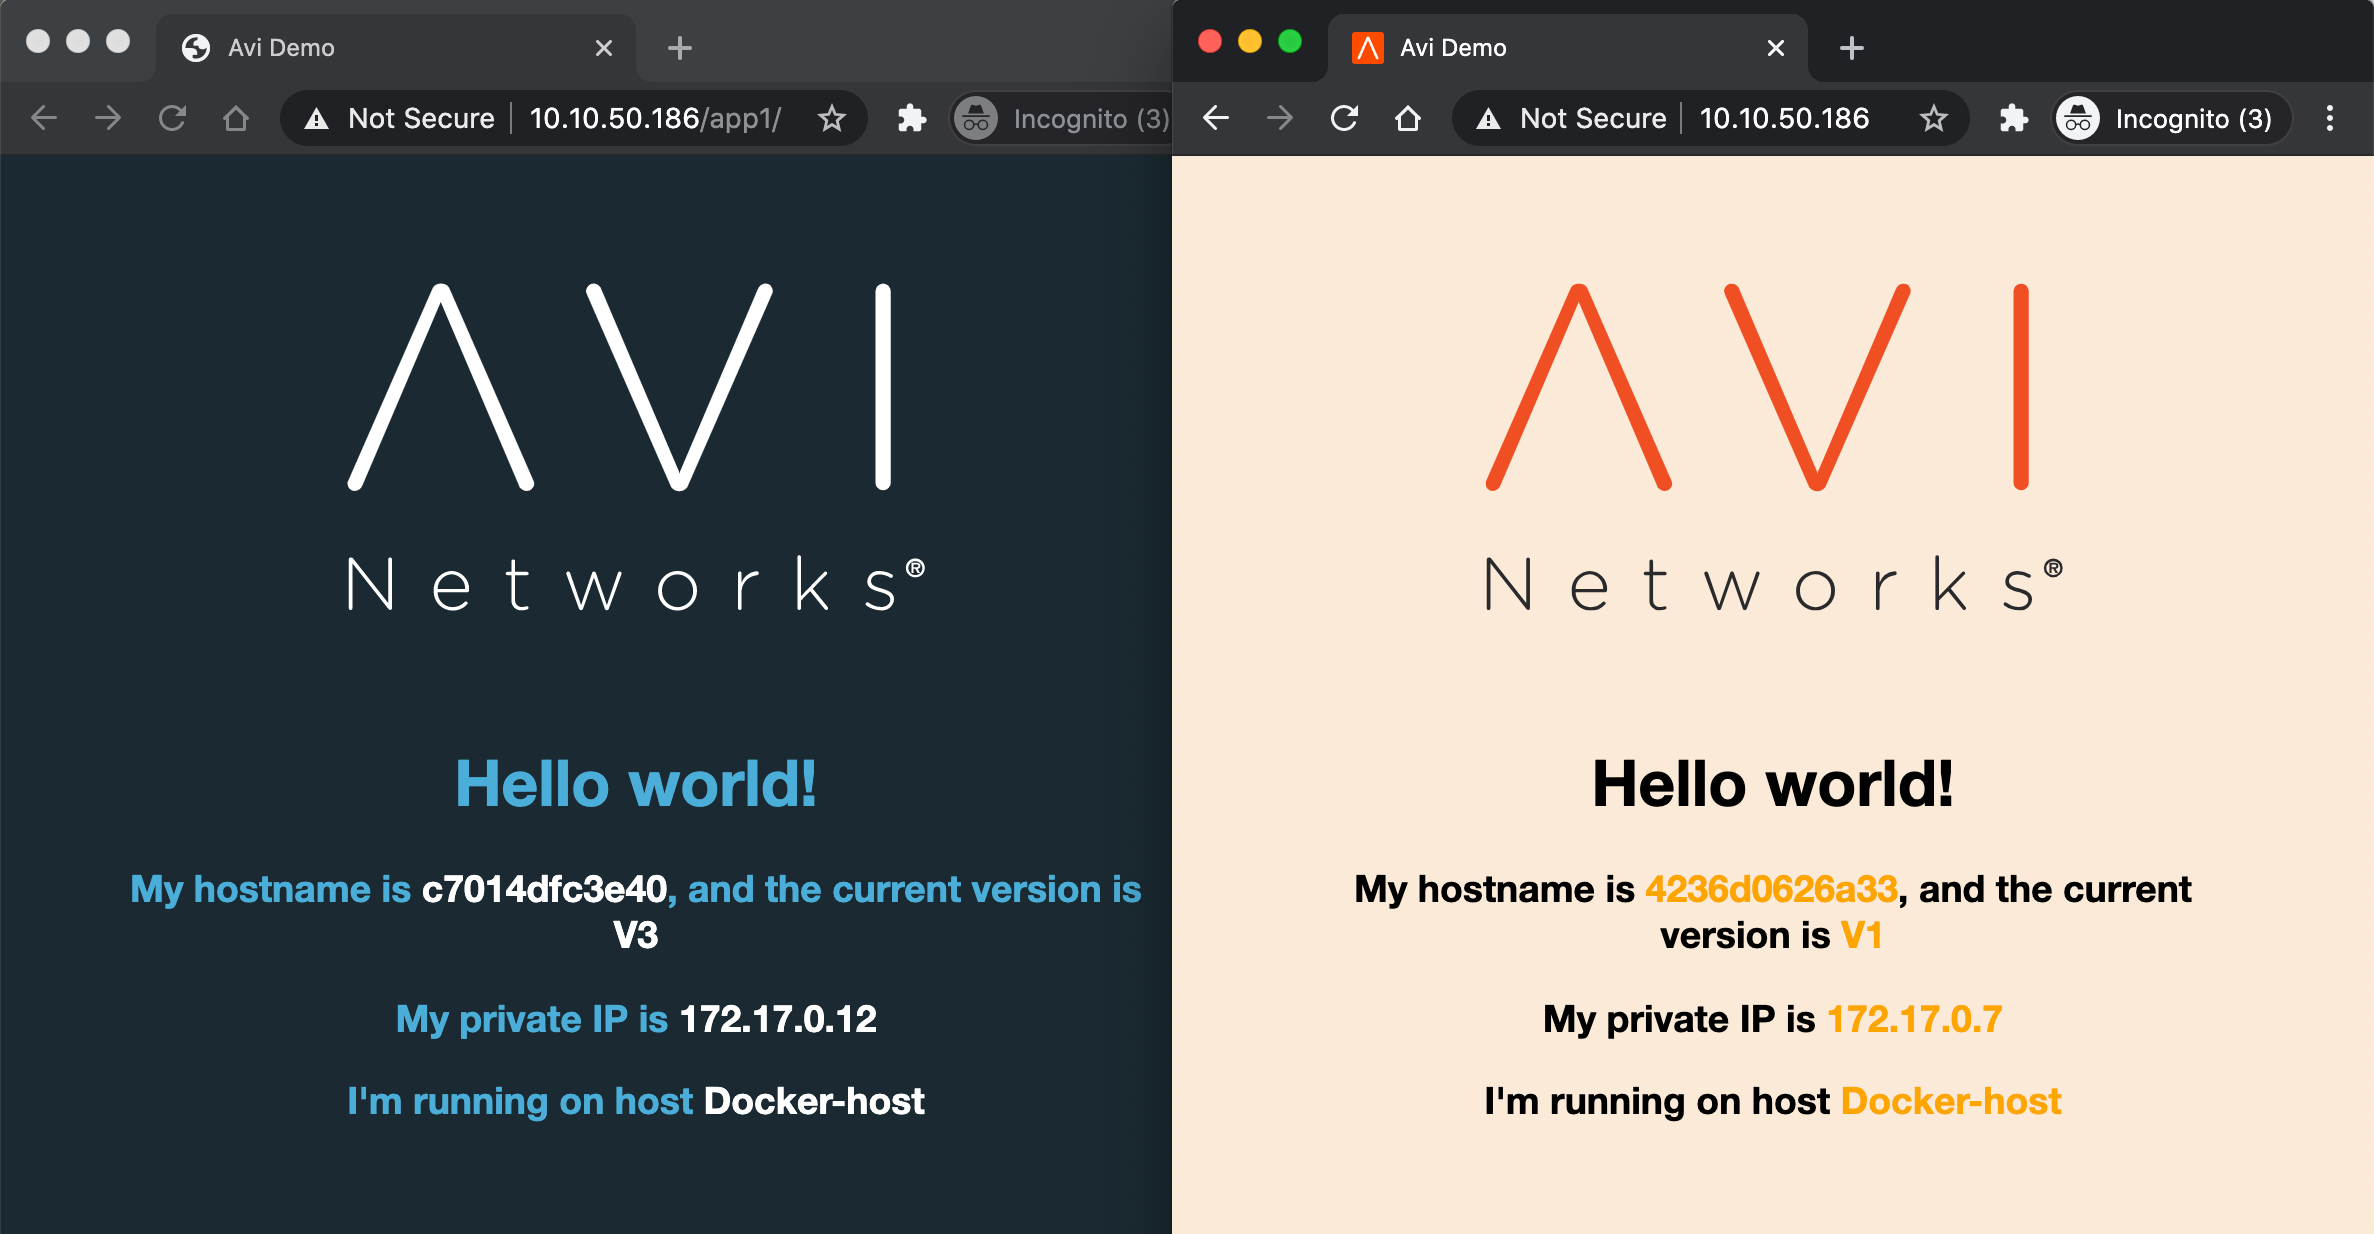 Avi Demo
Not Secure | 10.10.50.186/app1/
Incognito (3)
AVI
Networks®
Hello world!
My hostname is c7014dfc3e40, and the current version is
V3
My private IP is 172.17.0.12
I'm running on host Docker-host
Avi Demo
Not Secure | 10.10.50.186
Incognito (3)
AVI
Networks®
Hello world!
My hostname is 4236d0626a33, and the current
version is V1
My private IP is 172.17.0.7
I'm running on host Docker-host